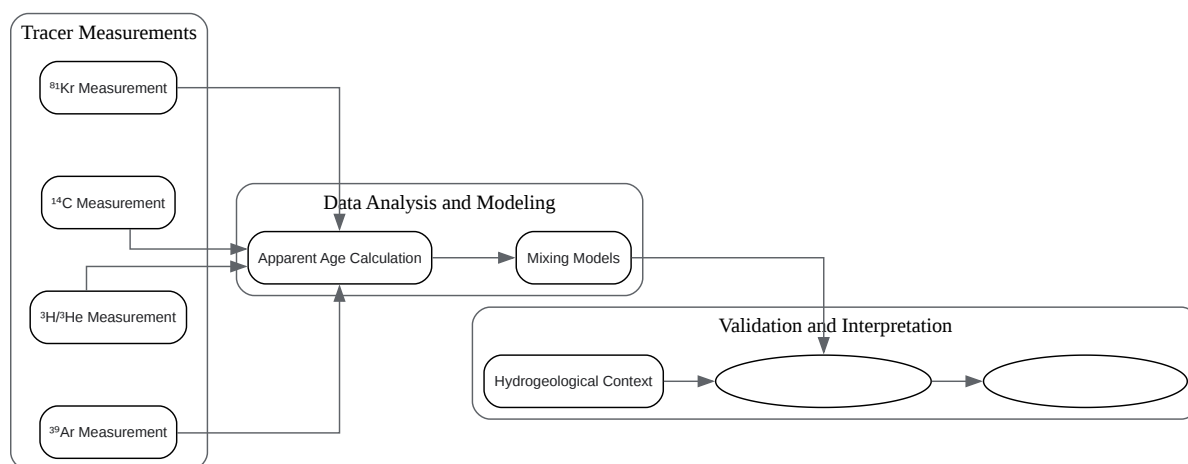 Tracer Measurements
⁸¹Kr Measurement
¹⁴C Measurement
³H/³He Measurement
³⁹Ar Measurement
Data Analysis and Modeling
Apparent Age Calculation
Mixing Models
Validation and Interpretation
Hydrogeological Context